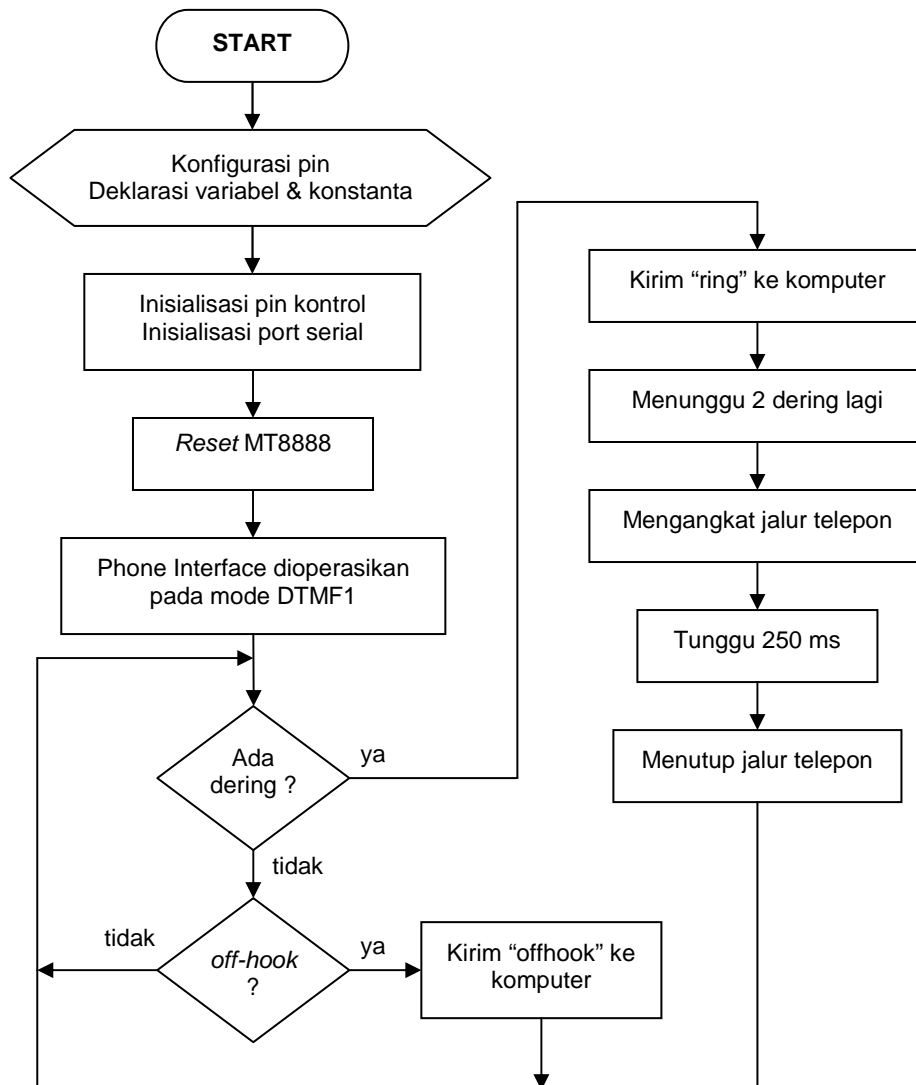 START
Konfigurasi pin
Deklarasi variabel & konstanta
Inisialisasi pin kontrol
Inisialisasi port serial
Reset MT8888
Phone Interface dioperasikan
pada mode DTMF1
Ada
dering ?
ya
tidak
off-hook
?
tidak
ya
Kirim “offhook” ke
komputer
Kirim “ring” ke komputer
Menunggu 2 dering lagi
Mengangkat jalur telepon
Tunggu 250 ms
Menutup jalur telepon